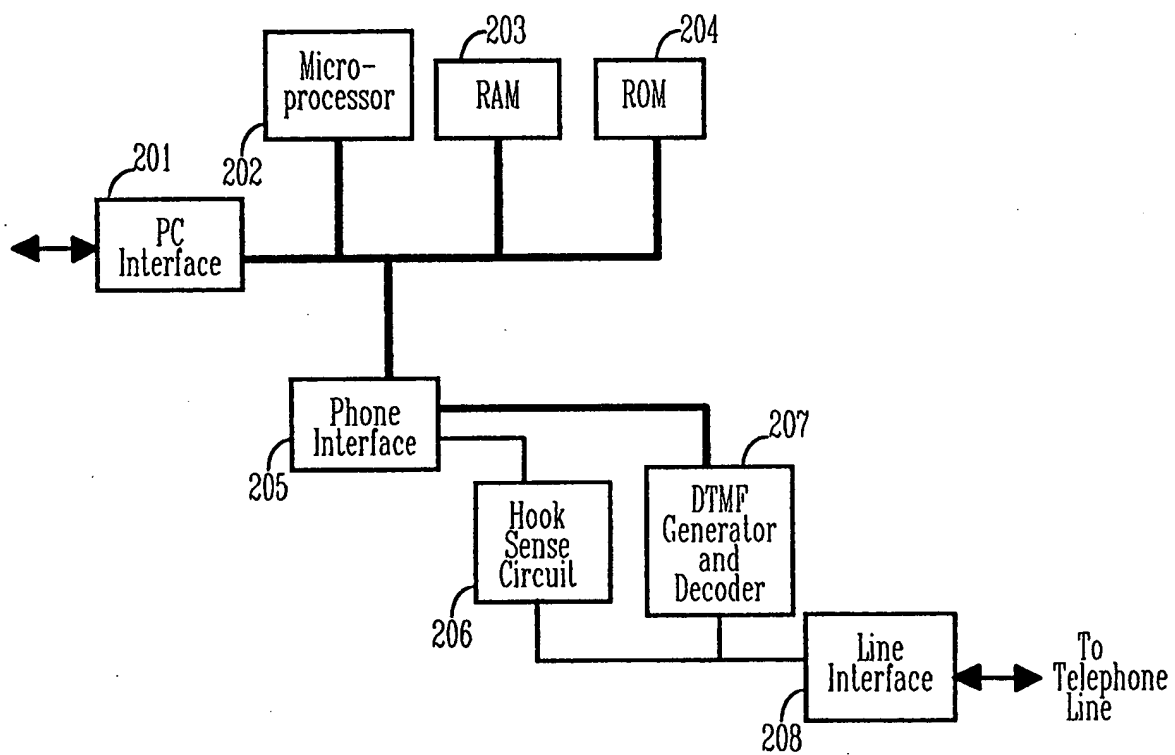 203
204
Micro-
processor
RAM
ROM
201
202
PC
Interface
Phone
Interface
205
207
Hook
Sense
Circuit
DTMF
Generator
and
Decoder
206
Line
Interface
208
To
Telephone
Line